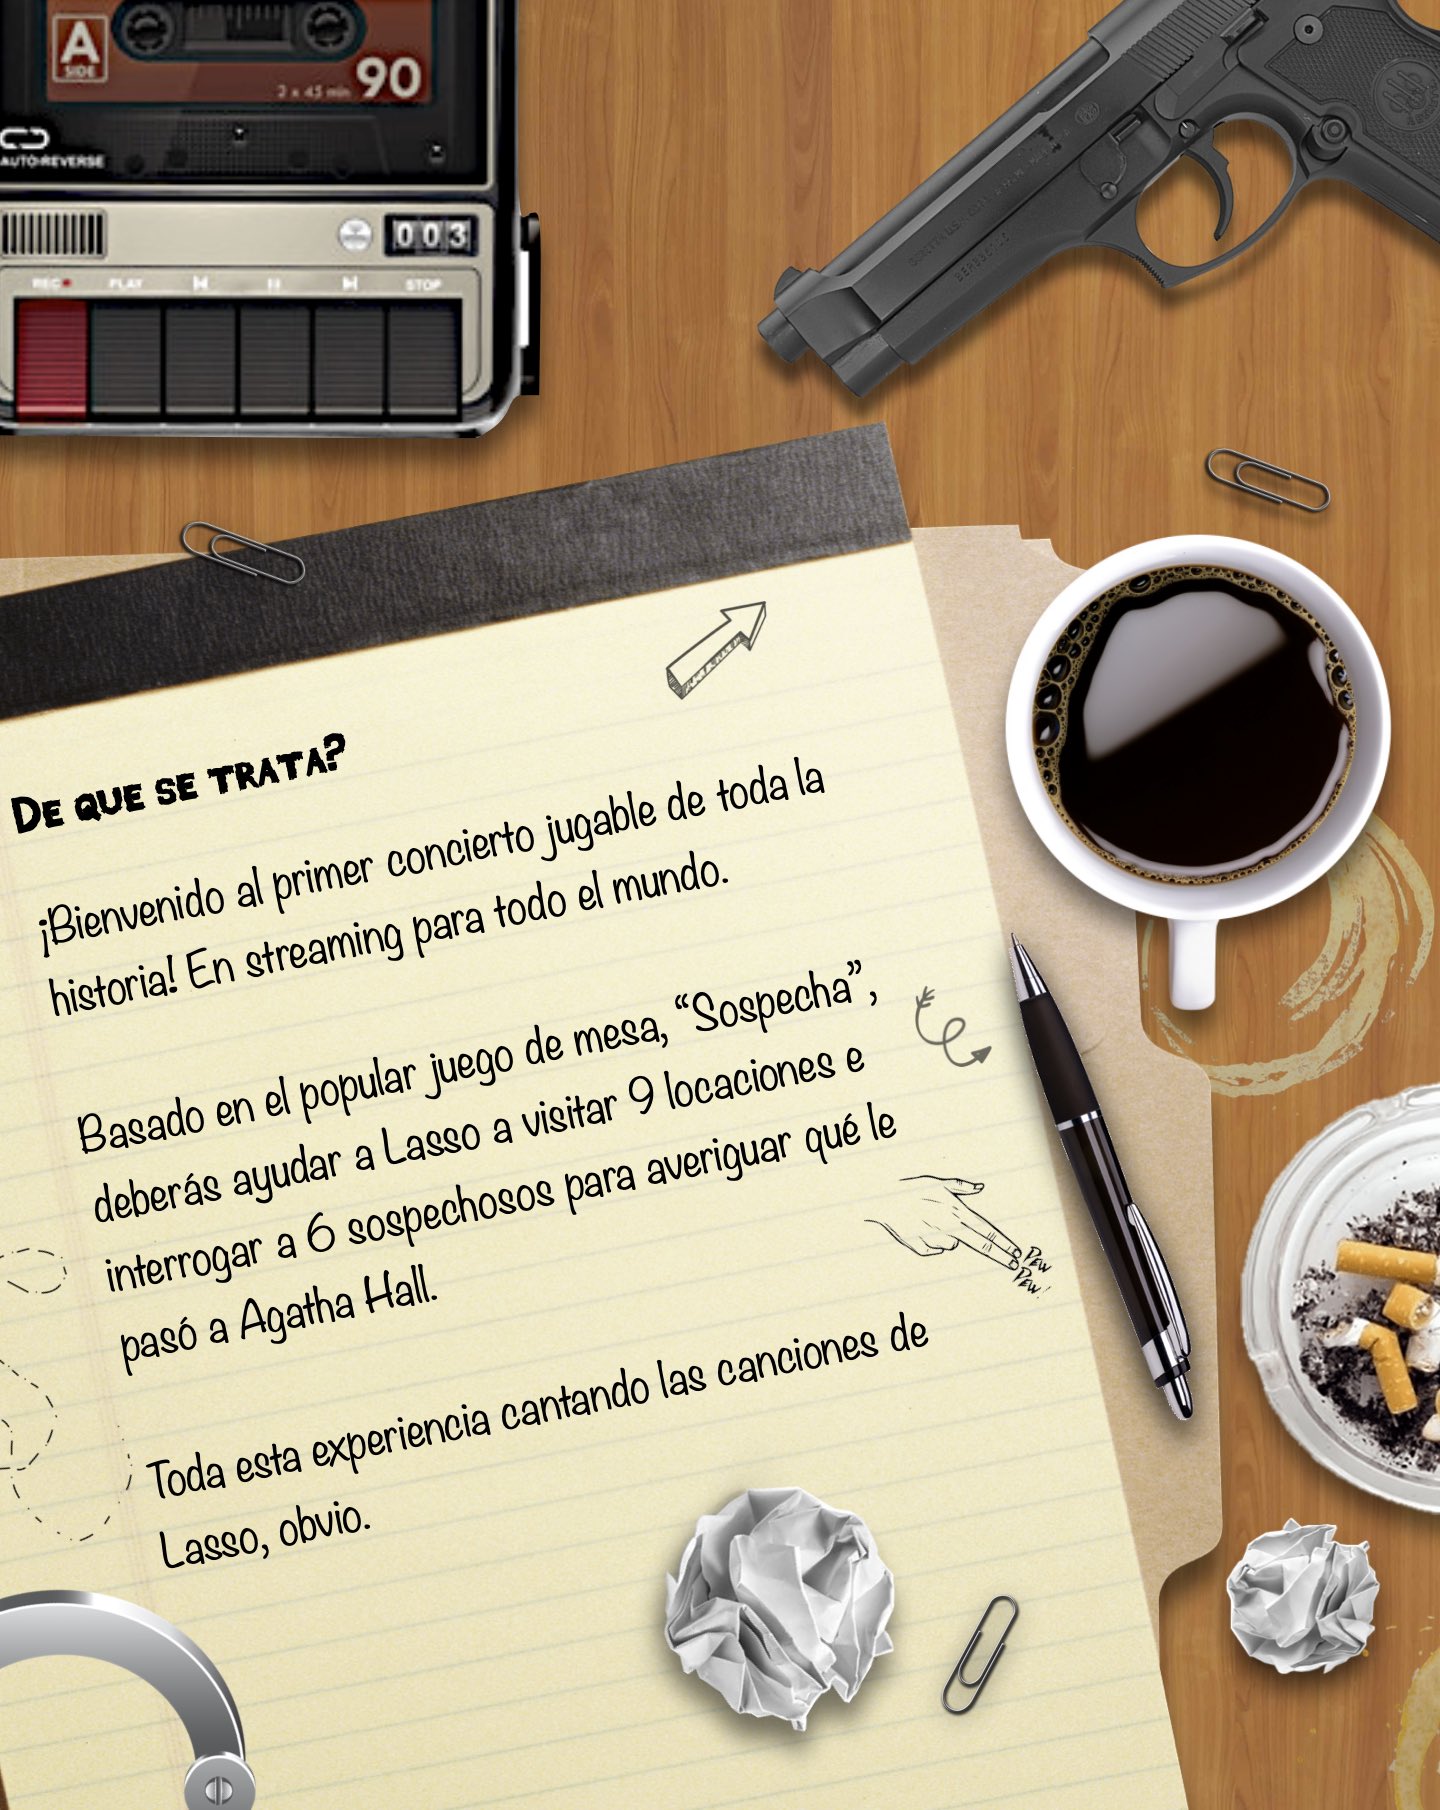 A
SIDE
90
2 x 45 min
AUTO-REVERSE
003
REC PLAY STOP
De que se trata?
¡Bienvenido al primer concierto jugable de toda la
historia! En streaming para todo el mundo.
Basado en el popular juego de mesa, “Sospecha”,
deberás ayudar a Lasso a visitar 9 locaciones e
interrogar a 6 sospechosos para averiguar qué le
pasó a Agatha Hall.
Pew
Pew!
Toda esta experiencia cantando las canciones de
Lasso, obvio.